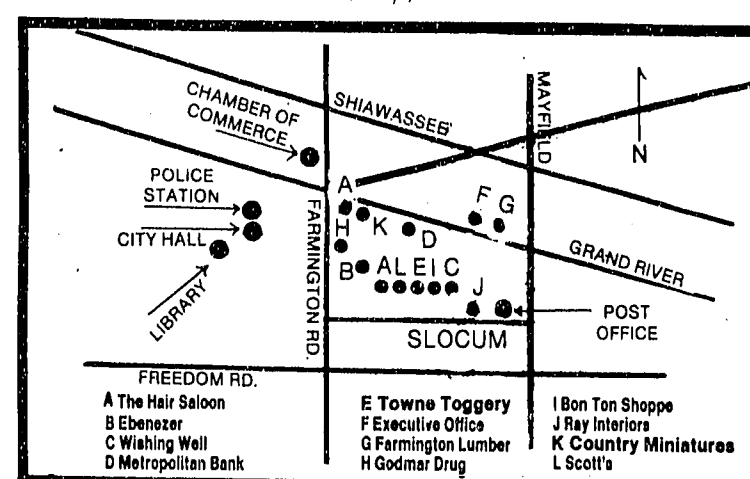 CHAMBER OF
COMMERCE
SHIAWASSEE
MAYFIELD
N
POLICE
STATION
CITY HALL
LIBRARY
FARMINGTON RD.
A
K
D
F
G
H
B
A L E I C
J
GRAND RIVER
POST
OFFICE
SLOCUM
FREEDOM RD.
A The Hair Saloon
B Ebenezer
C Wishing Well
D Metropolitan Bank
E Towne Toggery
F Executive Office
G Farmington Lumber
H Godmar Drug
I Bon Ton Shoppe
J Ray Interiors
K Country Miniatures
L Scott's